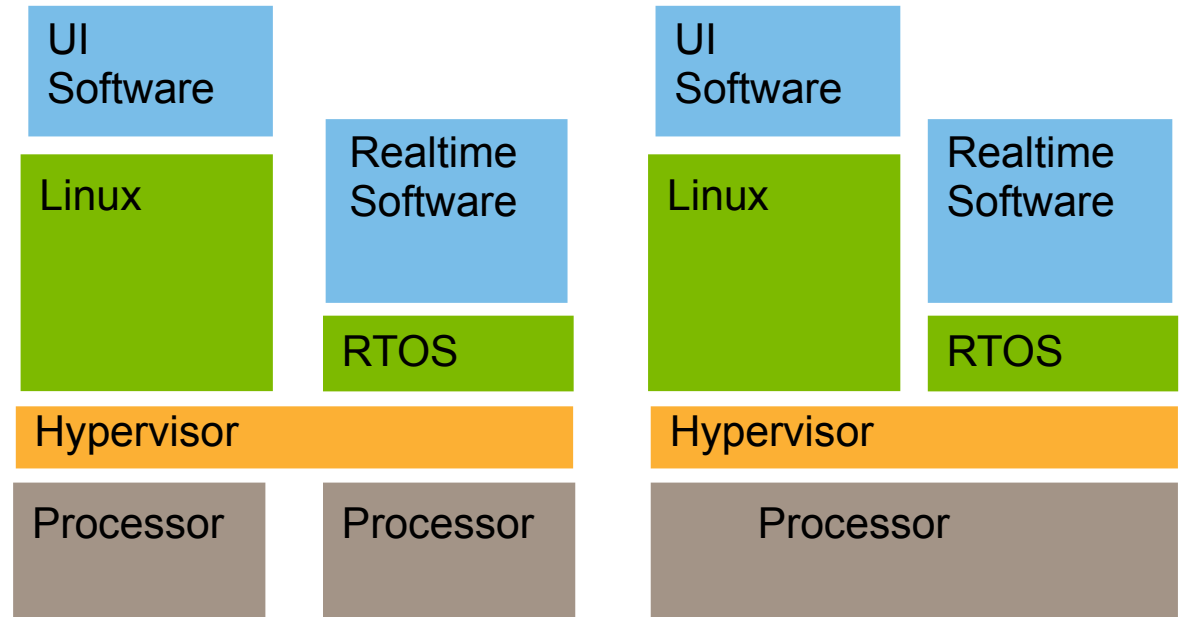 UI
Software
Linux
Realtime
Software
RTOS
Hypervisor
Processor
Processor
UI
Software
Linux
Realtime
Software
RTOS
Hypervisor
Processor